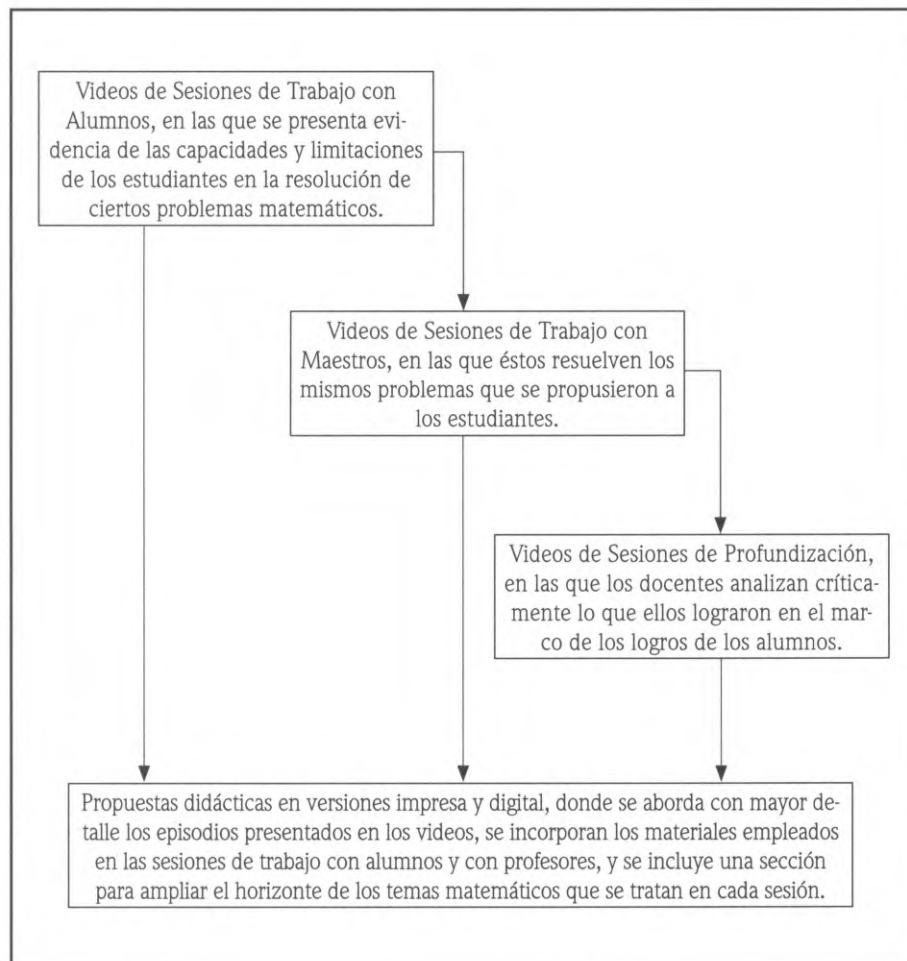 Videos de Sesiones de Trabajo con
Alumnos, en las que se presenta evi-
dencia de las capacidades y limitaciones
de los estudiantes en la resolución de
ciertos problemas matemáticos.
Videos de Sesiones de Trabajo con
Maestros, en las que éstos resuelven los
mismos problemas que se propusieron a
los estudiantes.
Videos de Sesiones de Profundización,
en las que los docentes analizan crítica-
mente lo que ellos lograron en el mar-
co de los logros de los alumnos.
Propuestas didácticas en versiones impresa y digital, donde se aborda con mayor de-
talle los episodios presentados en los videos, se incorporan los materiales empleados
en las sesiones de trabajo con alumnos y con profesores, y se incluye una sección
para ampliar el horizonte de los temas matemáticos que se tratan en cada sesión.